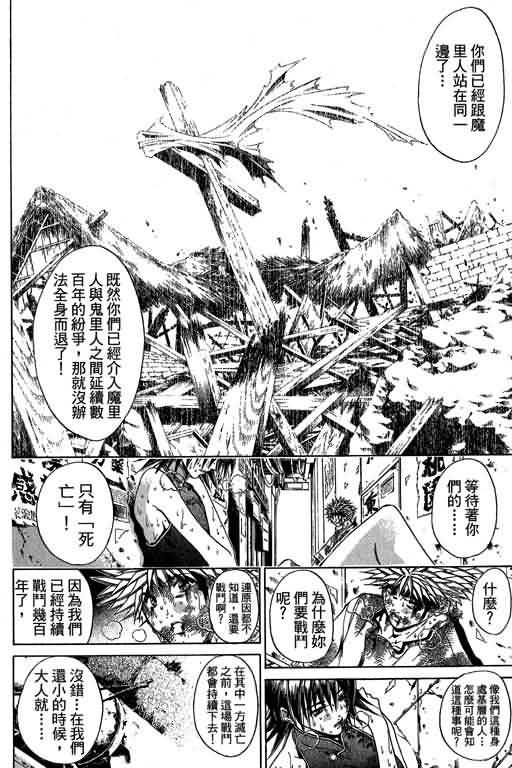 你們已經跟魔
里人站在同一
邊了…
既然你們已經介入魔里
人與鬼里人之間延續數
百年的紛爭，那就沒辦
法全身而退了！
等待著你
們的……
只有「死
亡」！
什麼？
為什麼妳
們要戰鬥
呢？
連原因都不
知道，還要
戰鬥啊？
因為我們
已經持續
戰鬥幾百
年了，
像我們這種身
處基層的人…
怎麼可能會知
道這種事呢？
在其中一方滅亡
之前，這場戰鬥
都會持續下去！
沒錯…在我們
還小的時候，
大人就……